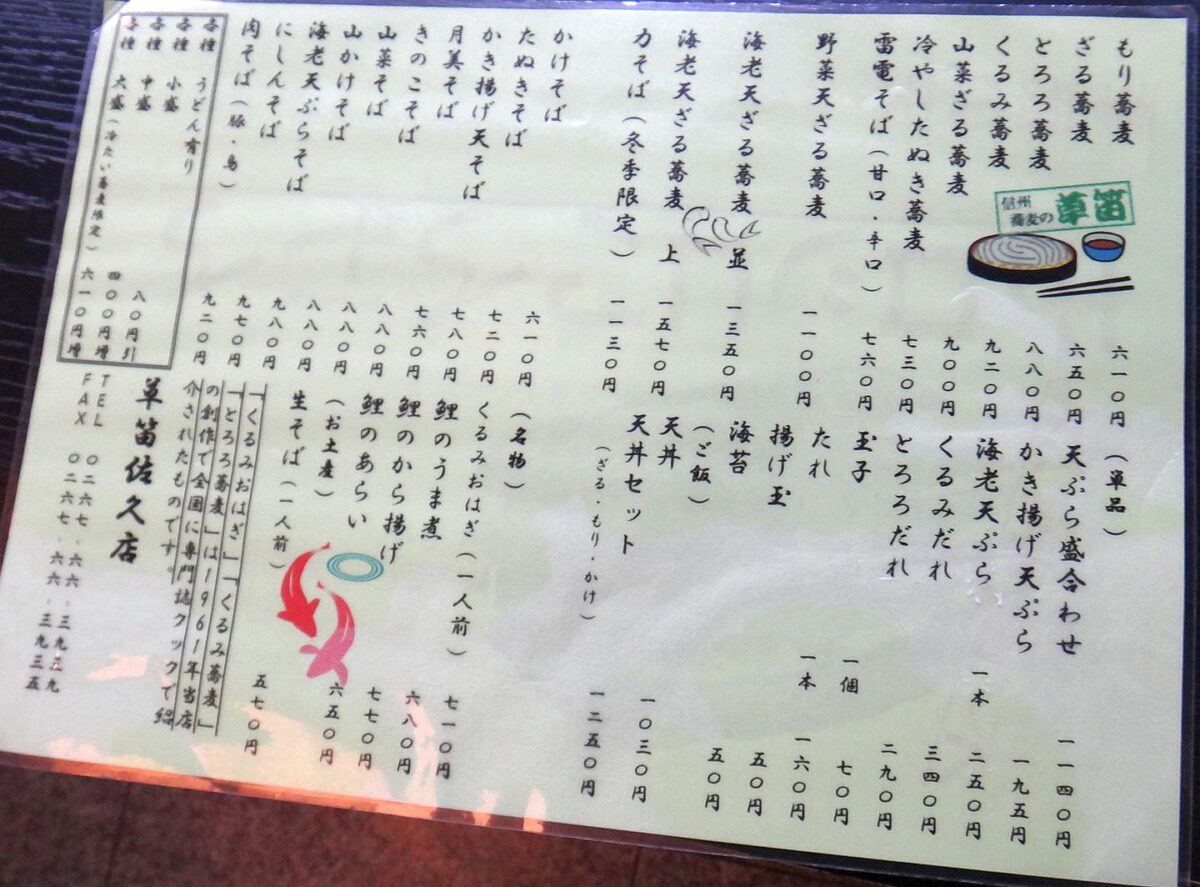 信州
蕎麦の 草笛
もり蕎麦 六一〇円
ざる蕎麦 六五〇円
とろろ蕎麦 八八〇円
くるみ蕎麦 九二〇円
山菜ざる蕎麦 九〇〇円
冷やしたぬき蕎麦 七三〇円
雷電そば(甘口・辛口) 七六〇円
野菜天ざる蕎麦 一一〇〇円
海老天ざる蕎麦 並 一三五〇円
海老天ざる蕎麦 上 一五七〇円
力そば(冬季限定) 一一三〇円
かけそば 六一〇円
たぬきそば 七二〇円
かき揚げ天そば 七八〇円
月美そば 七六〇円
きのこそば 八八〇円
山菜そば 八八〇円
山かけそば 八八〇円
海老天ぷらそば 九八〇円
にしんそば 九七〇円
肉そば(豚・鳥) 九二〇円
各種 うどん有り
各種 小盛 八〇円引
各種 中盛 四〇〇円増
各種 大盛(冷たい蕎麦限定) 六一〇円増
(単品)
天ぷら盛合わせ 一一四〇円
かき揚げ天ぷら 一九五円
海老天ぷら 一本 二五〇円
くるみだれ 三四〇円
とろろだれ 二九〇円
玉子 一個 七〇円
たれ 一本 一六〇円
揚げ玉 五〇円
海苔 五〇円
(ご飯)
天丼 一〇三〇円
天丼セット 一二五〇円
(ざる・もり・かけ)
(名物)
くるみおはぎ(一人前) 七一〇円
鯉のうま煮 六八〇円
鯉のから揚げ 七七〇円
鯉のあらい 六五〇円
(お土産)
生そば(一人前) 五七〇円
「くるみおはぎ」「くるみ蕎麦」
「とろろ蕎麦」は1961年当店
の創作で全国に専門誌クックで紹
介されたものです。
草笛佐久店
TEL 〇二六七-六六-三九三九
FAX 〇二六七-六六-三九三五